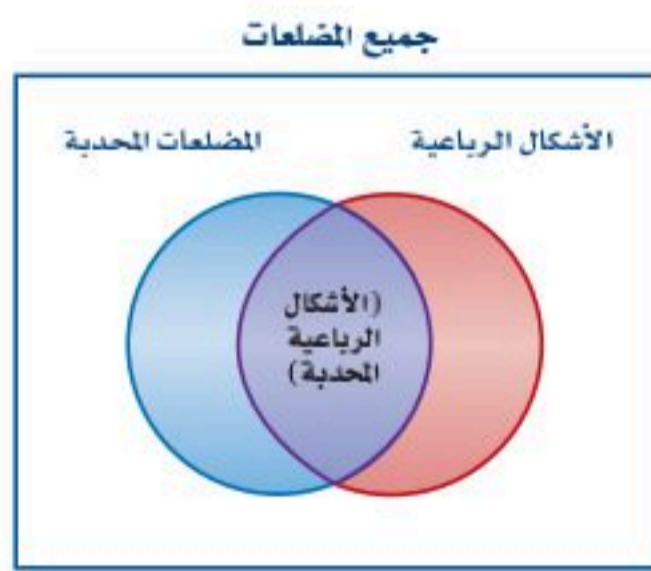 جميع المضلعات
الأشكال الرباعية
المضلعات المحدبة
(الأشكال
الرباعية
المحدبة)